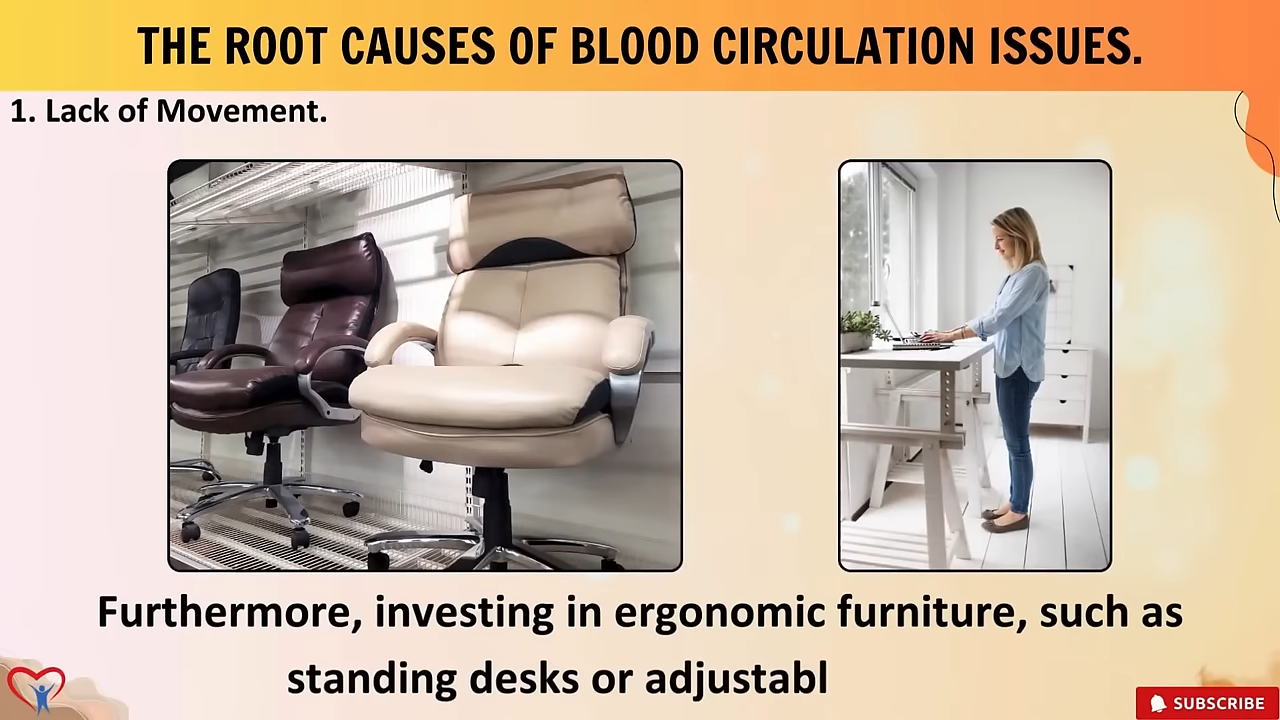 THE ROOT CAUSES OF BLOOD CIRCULATION ISSUES.
1. Lack of Movement.
Furthermore, investing in ergonomic furniture, such as
standing desks or adjustabl
SUBSCRIBE